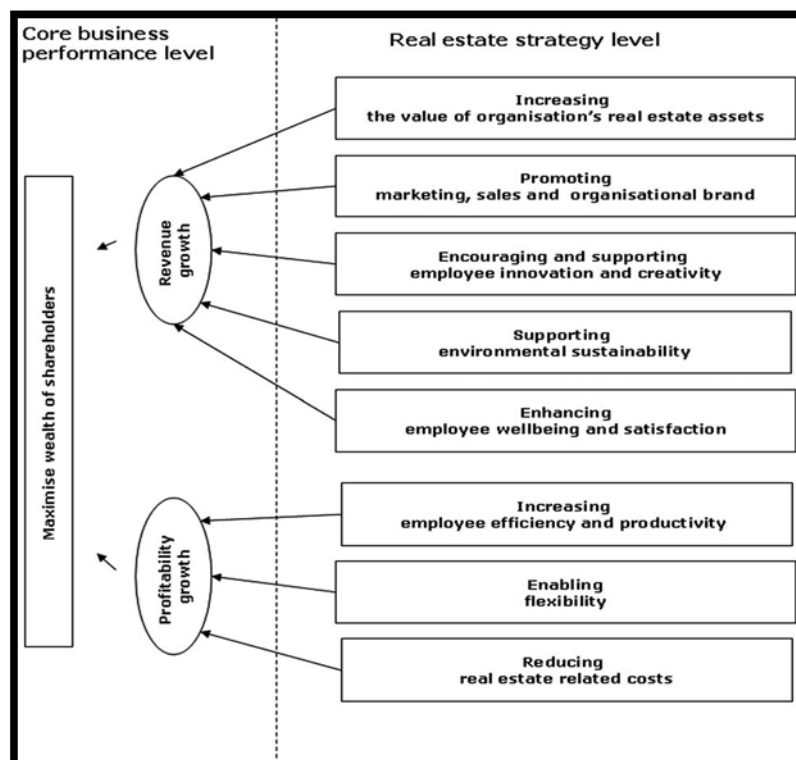 Core business
performance level
Real estate strategy level
Increasing
the value of organisation's real estate assets
Promoting
marketing, sales and organisational brand
Encouraging and supporting
employee innovation and creativity
Supporting
environmental sustainability
Enhancing
employee wellbeing and satisfaction
Increasing
employee efficiency and productivity
Enabling
flexibility
Reducing
real estate related costs
Revenue
growth
Profitability
growth
Maximise wealth of shareholders